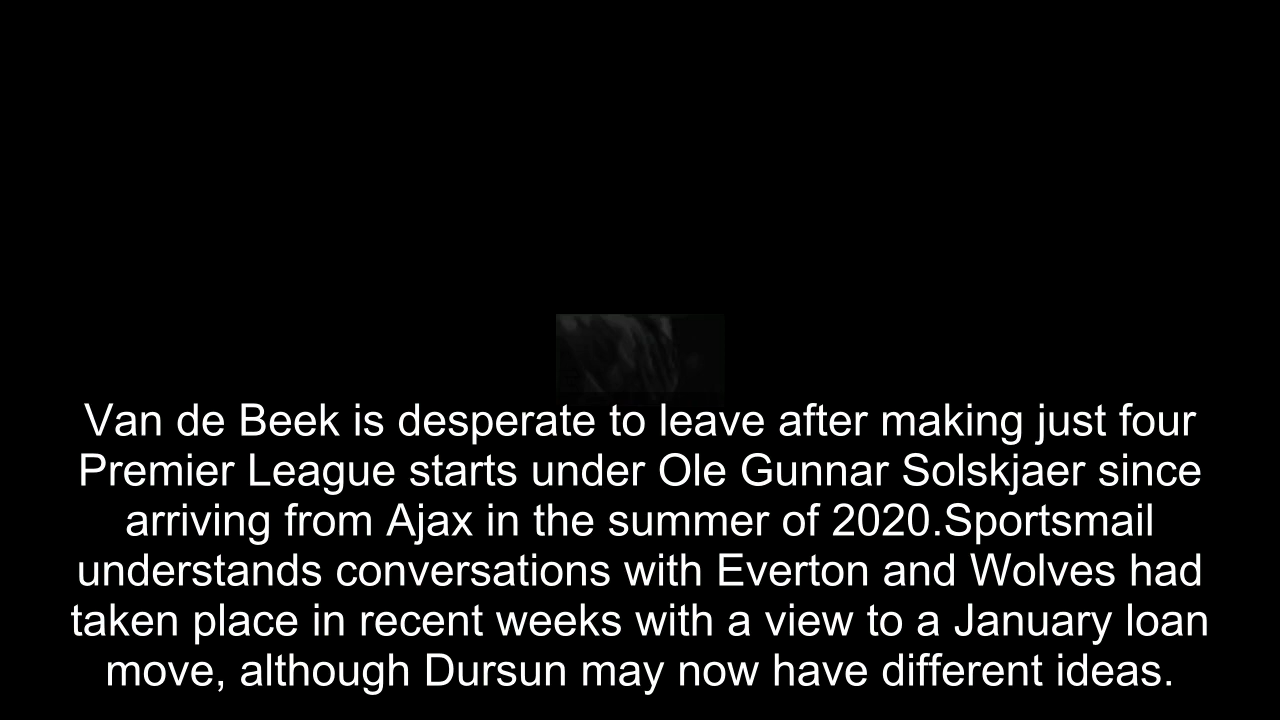 Van de Beek is desperate to leave after making just four
Premier League starts under Ole Gunnar Solskjaer since
arriving from Ajax in the summer of 2020.Sportsmail
understands conversations with Everton and Wolves had
taken place in recent weeks with a view to a January loan
move, although Dursun may now have different ideas.